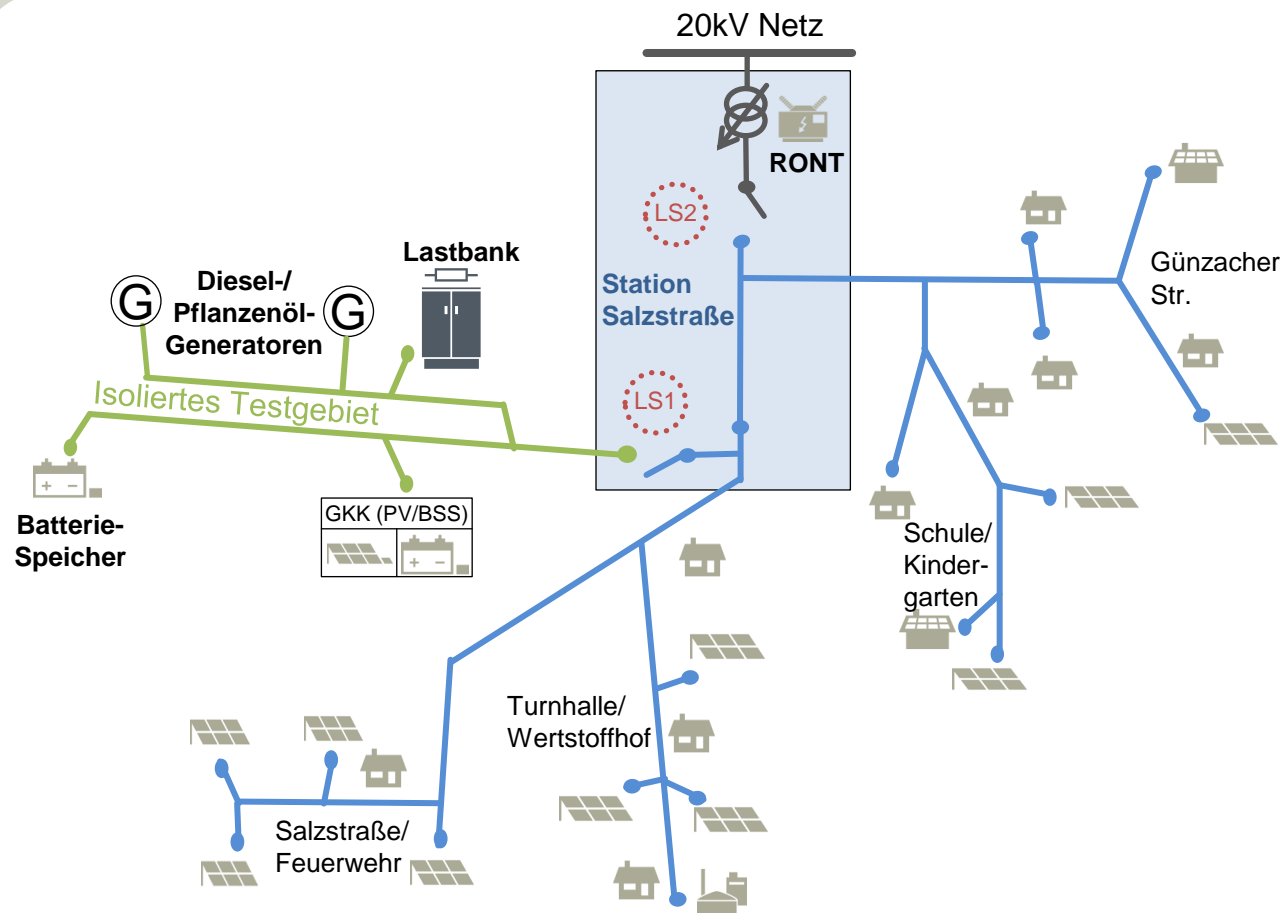 20kV Netz
RONT
LS2
Lastbank
Diesel-/
Pflanzenöl-
Generatoren
G
G
Station
Salzstraße
Günzacher
Str.
Isoliertes Testgebiet
LS1
Batterie-
Speicher
GKK (PV/BSS)
Schule/
Kinder-
garten
Turnhalle/
Wertstoffhof
Salzstraße/
Feuerwehr